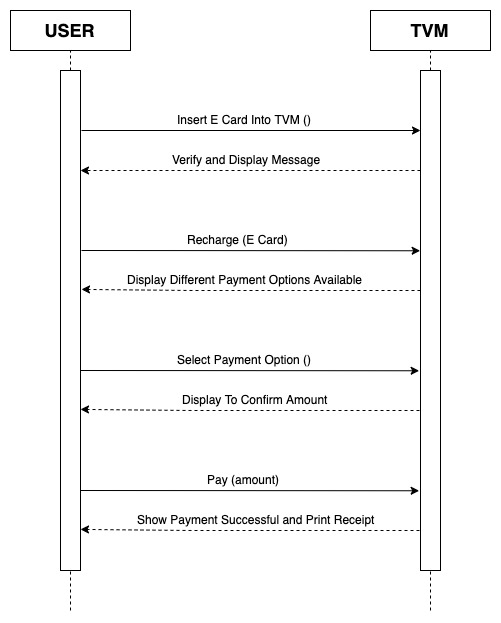 USER
TVM
Insert E Card Into TVM ()
Verify and Display Message
Recharge (E Card)
Display Different Payment Options Available
Select Payment Option ()
Display To Confirm Amount
Pay (amount)
Show Payment Successful and Print Receipt